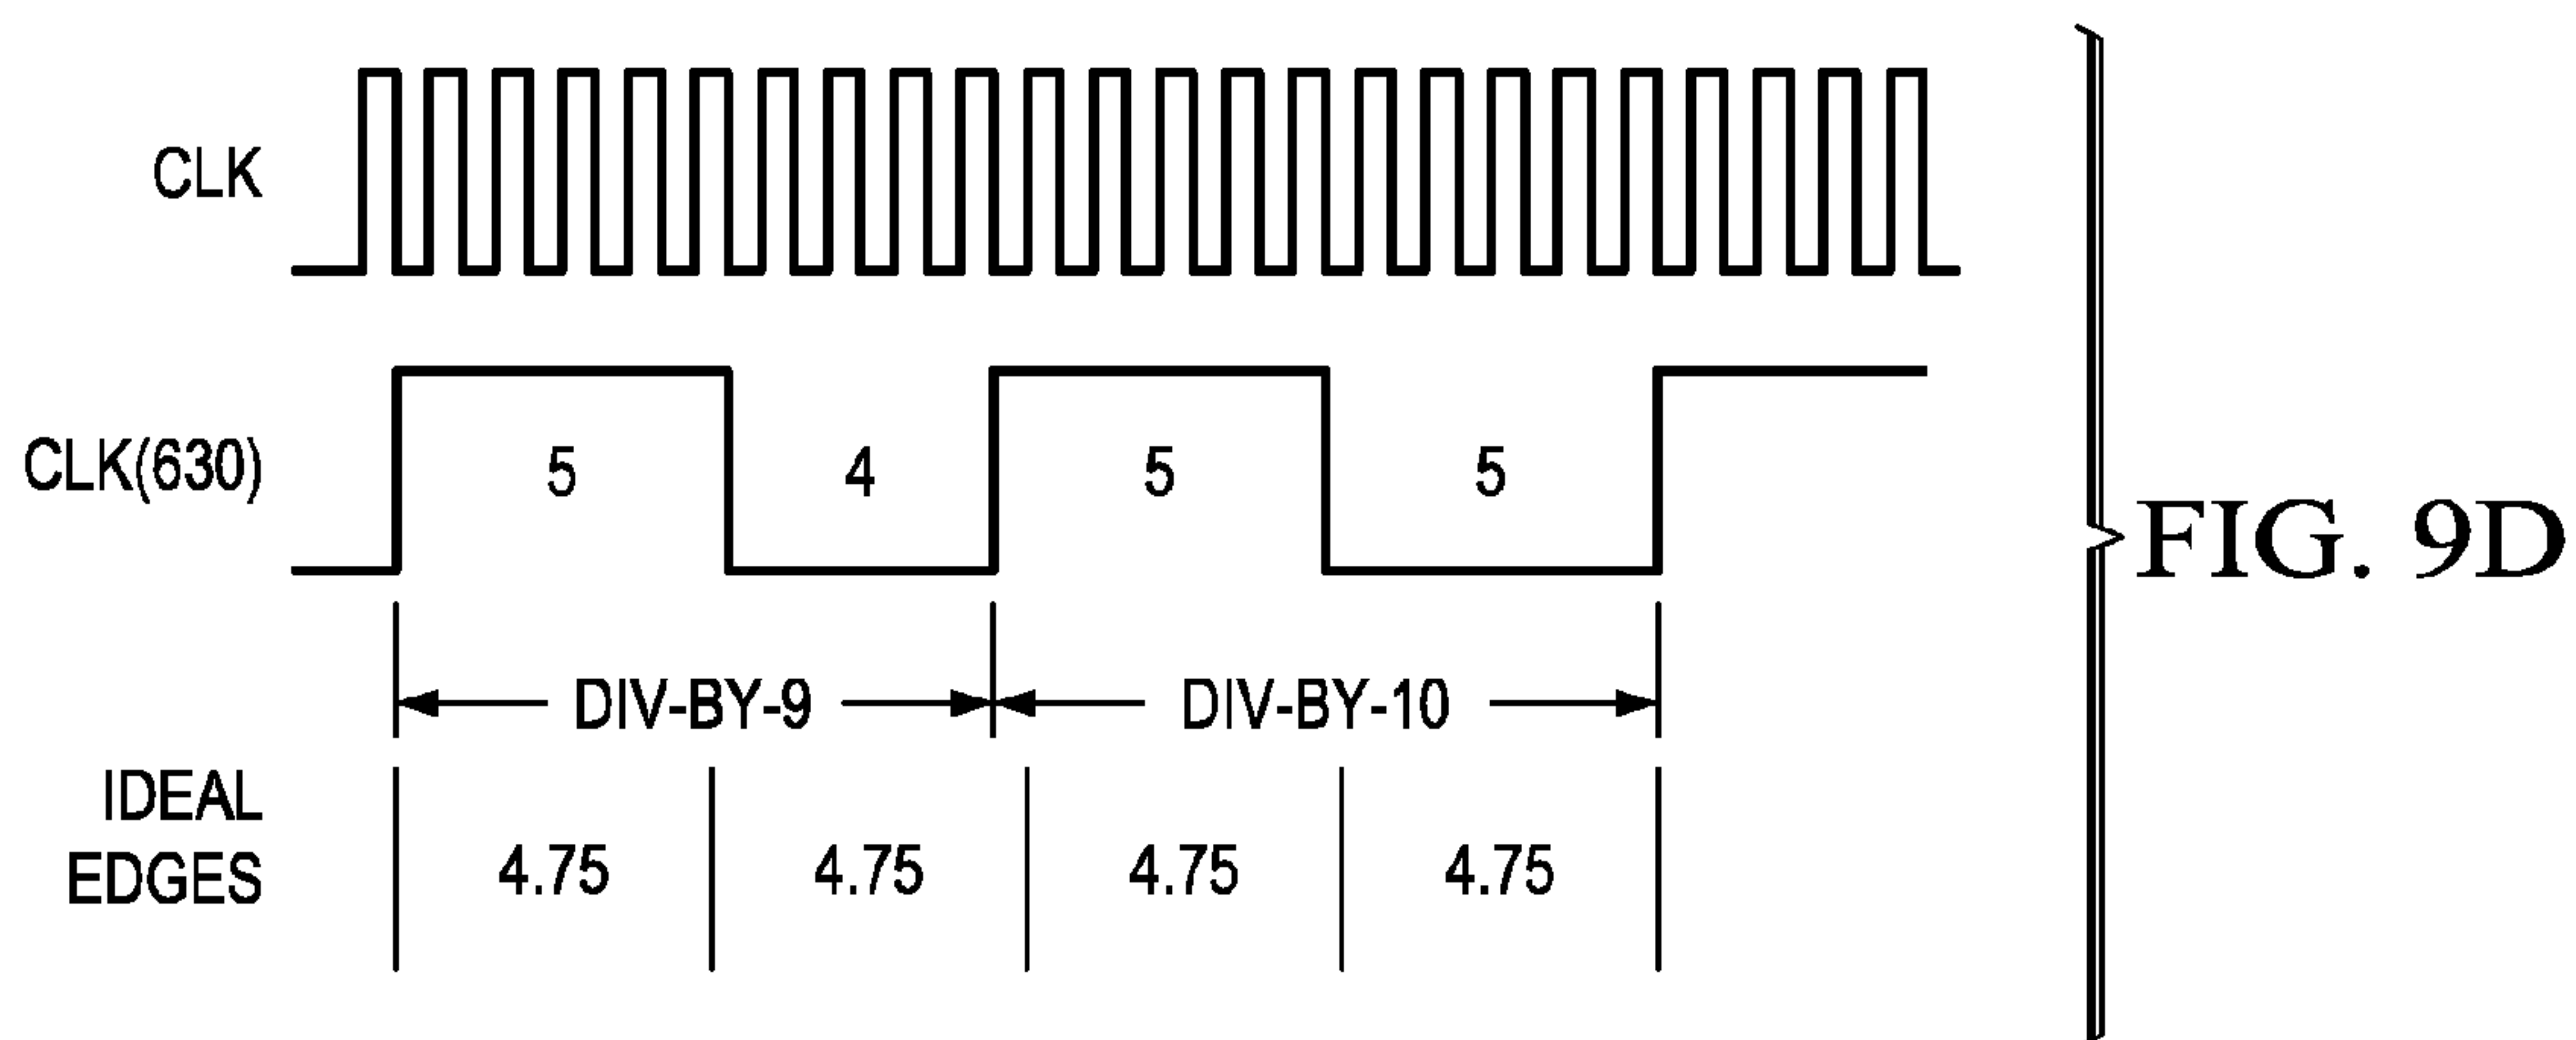 CLK
CLK(630)
5 4 5 5
DIV-BY-9 DIV-BY-10
IDEAL
EDGES
4.75 4.75 4.75 4.75
FIG. 9D